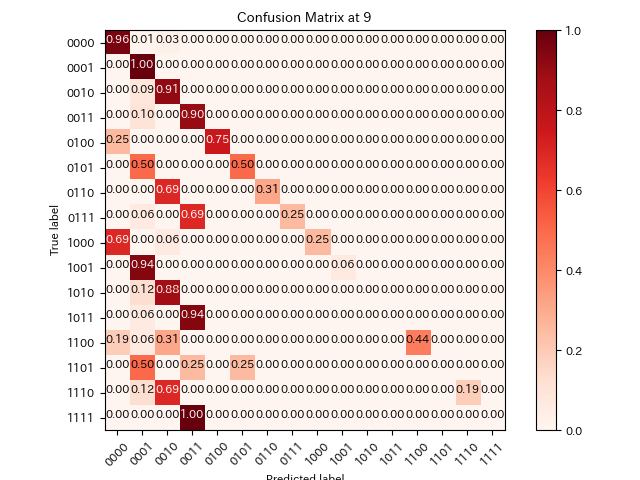 Confusion Matrix at 9
0000 0.96 0.01 0.03 0.00 0.00 0.00 0.00 0.00 0.00 0.00 0.00 0.00 0.00 0.00 0.00 0.00
0001 0.00 1.00 0.00 0.00 0.00 0.00 0.00 0.00 0.00 0.00 0.00 0.00 0.00 0.00 0.00 0.00
0010 0.00 0.09 0.91 0.00 0.00 0.00 0.00 0.00 0.00 0.00 0.00 0.00 0.00 0.00 0.00 0.00
0011 0.00 0.10 0.00 0.90 0.00 0.00 0.00 0.00 0.00 0.00 0.00 0.00 0.00 0.00 0.00 0.00
0100 0.25 0.00 0.00 0.00 0.75 0.00 0.00 0.00 0.00 0.00 0.00 0.00 0.00 0.00 0.00 0.00
0101 0.00 0.50 0.00 0.00 0.00 0.50 0.00 0.00 0.00 0.00 0.00 0.00 0.00 0.00 0.00 0.00
0110 0.00 0.00 0.69 0.00 0.00 0.00 0.31 0.00 0.00 0.00 0.00 0.00 0.00 0.00 0.00 0.00
0111 0.00 0.06 0.00 0.69 0.00 0.00 0.00 0.25 0.00 0.00 0.00 0.00 0.00 0.00 0.00 0.00
1000 0.69 0.00 0.06 0.00 0.00 0.00 0.00 0.00 0.25 0.00 0.00 0.00 0.00 0.00 0.00 0.00
1001 0.00 0.94 0.00 0.00 0.00 0.00 0.00 0.00 0.00 0.06 0.00 0.00 0.00 0.00 0.00 0.00
1010 0.00 0.12 0.88 0.00 0.00 0.00 0.00 0.00 0.00 0.00 0.00 0.00 0.00 0.00 0.00 0.00
1011 0.00 0.06 0.00 0.94 0.00 0.00 0.00 0.00 0.00 0.00 0.00 0.00 0.00 0.00 0.00 0.00
1100 0.19 0.06 0.31 0.00 0.00 0.00 0.00 0.00 0.00 0.00 0.00 0.00 0.44 0.00 0.00 0.00
1101 0.00 0.50 0.00 0.25 0.00 0.25 0.00 0.00 0.00 0.00 0.00 0.00 0.00 0.00 0.00 0.00
1110 0.00 0.12 0.69 0.00 0.00 0.00 0.00 0.00 0.00 0.00 0.00 0.00 0.00 0.00 0.19 0.00
1111 0.00 0.00 0.00 1.00 0.00 0.00 0.00 0.00 0.00 0.00 0.00 0.00 0.00 0.00 0.00 0.00
0000 0001 0010 0011 0100 0101 0110 0111 1000 1001 1010 1011 1100 1101 1110 1111
True label
Predicted label
1.0
0.8
0.6
0.4
0.2
0.0